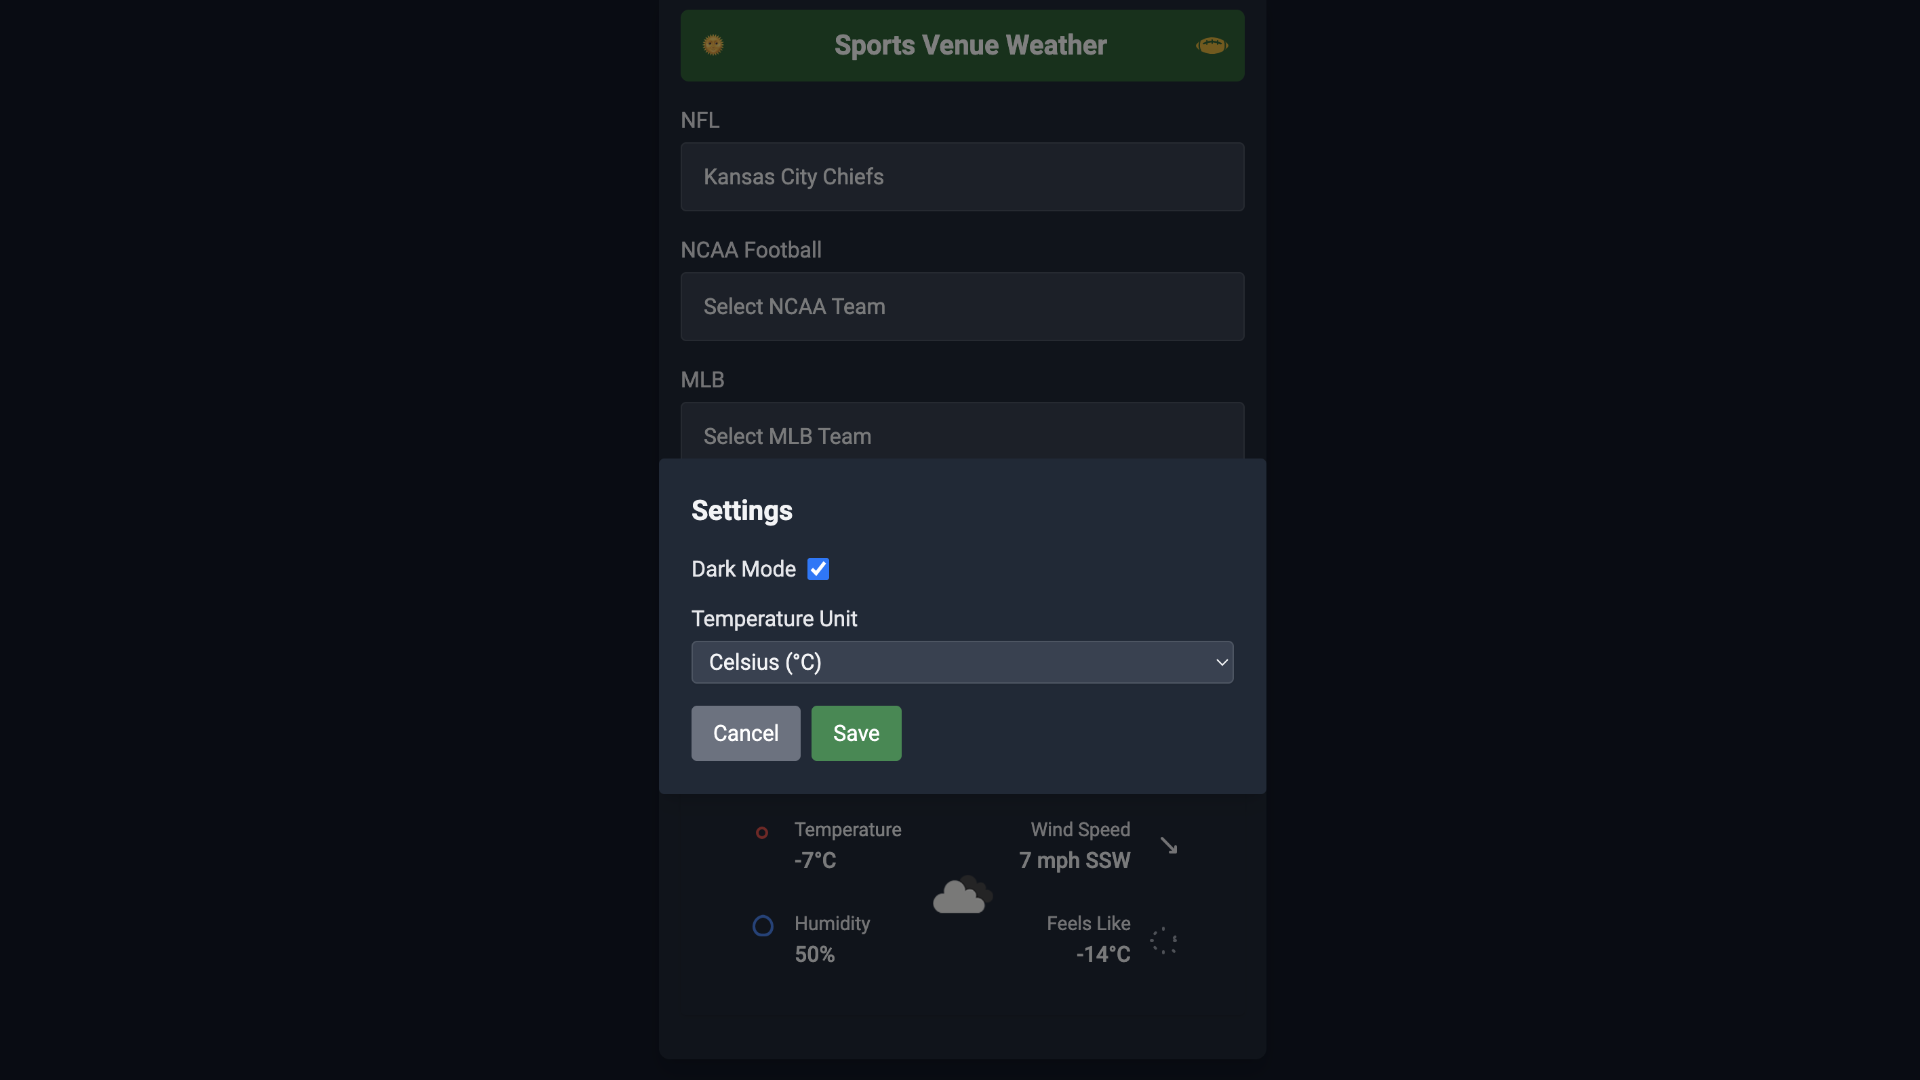 Sports Venue Weather
NFL
Kansas City Chiefs
NCAA Football
Select NCAA Team
MLB
Select MLB Team
Settings
Dark Mode
Temperature Unit
Celsius (°C)
Cancel
Save
Temperature
-7°C
Wind Speed
7 mph SSW
Humidity
50%
Feels Like
-14°C